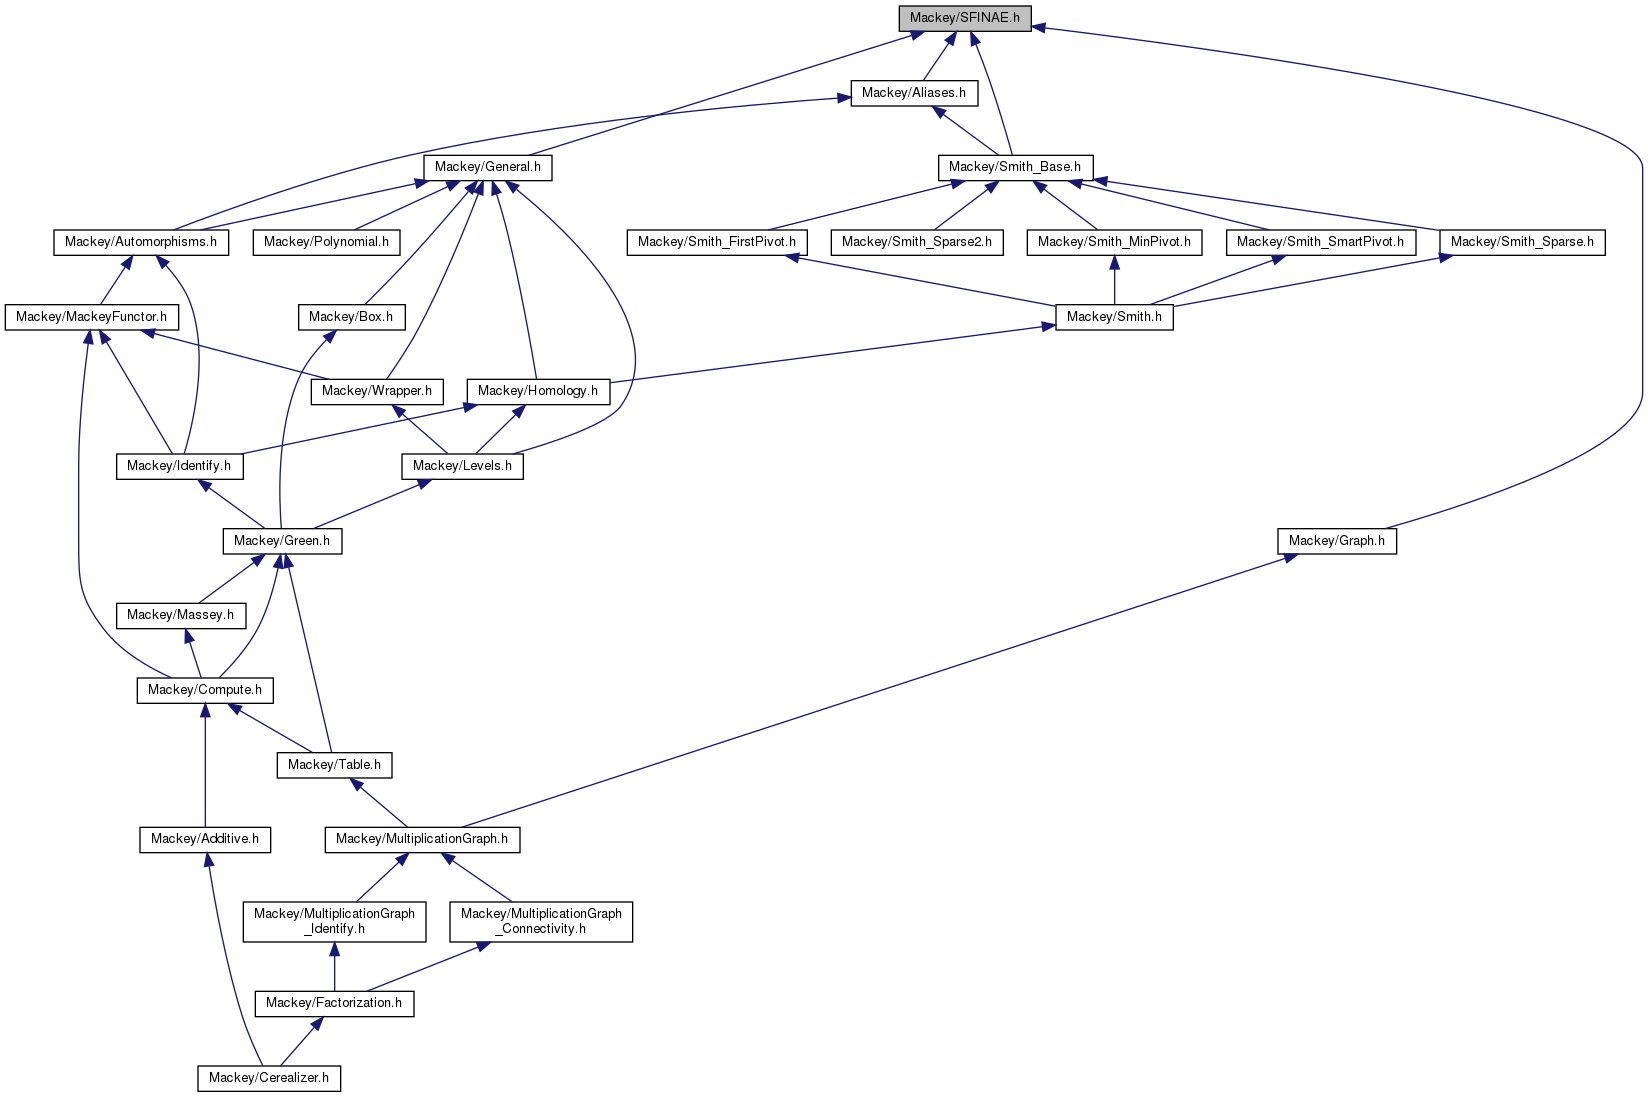 Mackey/SFINAE.h
Mackey/Aliases.h
Mackey/General.h
Mackey/Smith_Base.h
Mackey/Automorphisms.h
Mackey/Polynomial.h
Mackey/Smith_FirstPivot.h
Mackey/Smith_Sparse2.h
Mackey/Smith_MinPivot.h
Mackey/Smith_SmartPivot.h
Mackey/Smith_Sparse.h
Mackey/MackeyFunctor.h
Mackey/Box.h
Mackey/Smith.h
Mackey/Wrapper.h
Mackey/Homology.h
Mackey/Identify.h
Mackey/Levels.h
Mackey/Green.h
Mackey/Graph.h
Mackey/Massey.h
Mackey/Compute.h
Mackey/Table.h
Mackey/Additive.h
Mackey/MultiplicationGraph.h
Mackey/MultiplicationGraph
_Identify.h
Mackey/MultiplicationGraph
_Connectivity.h
Mackey/Factorization.h
Mackey/Cerealizer.h